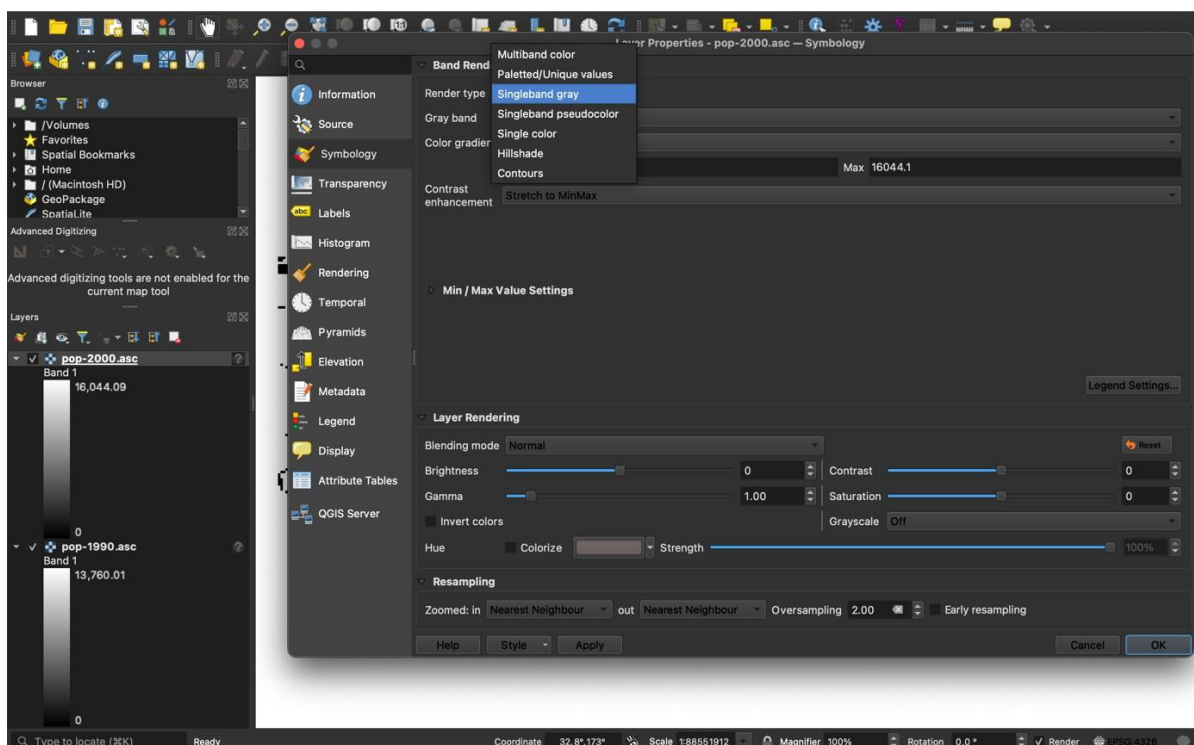 Layer Properties - pop-2000.asc — Symbology
Browser
/Volumes
Favorites
Spatial Bookmarks
Home
/ (Macintosh HD)
GeoPackage
SpatiaLite
Advanced Digitizing
Advanced digitizing tools are not enabled for the
current map tool
Layers
pop-2000.asc
Band 1
16,044.09
0
pop-1990.asc
Band 1
13,760.01
0
Information
Source
Symbology
Transparency
abc Labels
Histogram
Rendering
Temporal
Pyramids
Elevation
Metadata
Legend
Display
Attribute Tables
QGIS Server
Band Rend
Render type
Gray band
Color gradier
Multiband color
Paletted/Unique values
Singleband gray
Singleband pseudocolor
Single color
Hillshade
Contours
Max 16044.1
Contrast
enhancement
Stretch to MinMax
Min / Max Value Settings
Legend Settings...
Layer Rendering
Blending mode Normal Reset
Brightness 0 Contrast 0
Gamma 1.00 Saturation 0
Invert colors Grayscale Off
Hue Colorize Strength 100%
Resampling
Zoomed: in Nearest Neighbour out Nearest Neighbour Oversampling 2.00 Early resampling
Help Style Apply Cancel OK
Type to locate (⌘K) Ready Coordinate 32.8°,173° Scale 1:88551912 Magnifier 100% Rotation 0.0 ° Render EPSG:4326